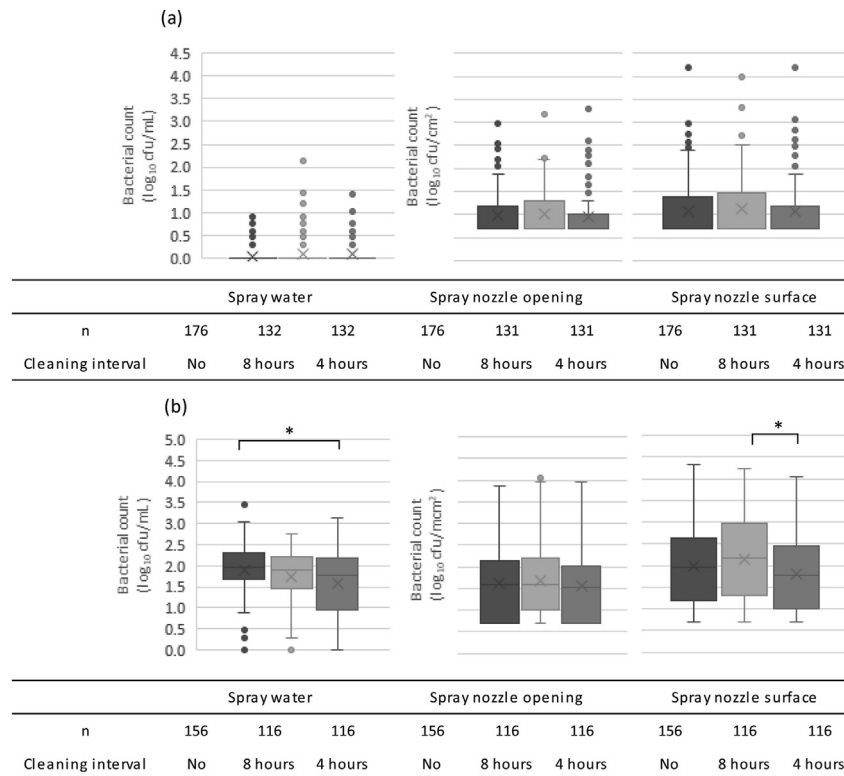 (a)
Bacterial count
(log10 cfu/mL)
4.5
4.0
3.5
3.0
2.5
2.0
1.5
1.0
0.5
0.0
Bacterial count
(log10 cfu/cm2)
Spray water Spray nozzle opening Spray nozzle surface
n 176 132 132 176 131 131 176 131 131
Cleaning interval No 8 hours 4 hours No 8 hours 4 hours No 8 hours 4 hours
(b)
Bacterial count
(log10 cfu/mL)
5.0
4.5
4.0
3.5
3.0
2.5
2.0
1.5
1.0
0.5
0.0
*
Bacterial count
(log10 cfu/mcm2)
*
Spray water Spray nozzle opening Spray nozzle surface
n 156 116 116 156 116 116 156 116 116
Cleaning interval No 8 hours 4 hours No 8 hours 4 hours No 8 hours 4 hours